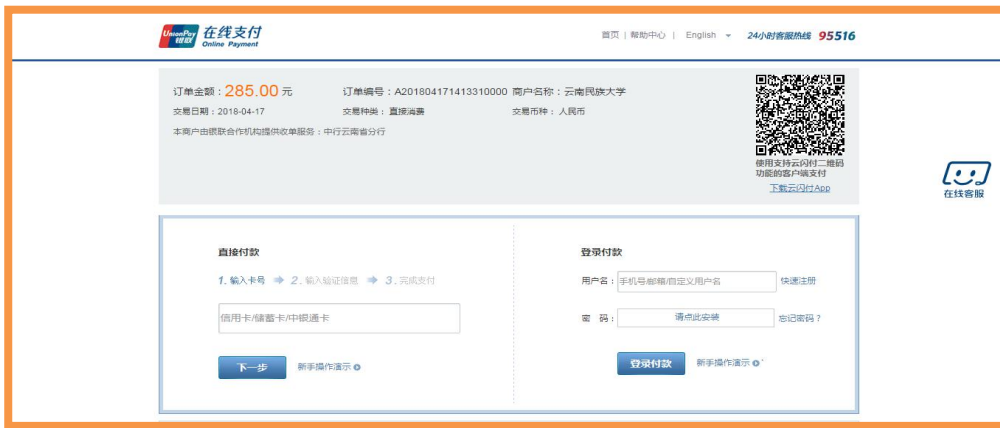 UnionPay 银联 在线支付 Online Payment
首页 | 帮助中心 | English 24小时客服热线 95516
订单金额：285.00 元 订单编号：A201804171413310000 商户名称：云南民族大学
交易日期：2018-04-17 交易种类：直接消费 交易币种：人民币
本商户由银联合作机构提供收单服务：中行云南省分行
使用支持云闪付二维码
功能的客户端支付
下载云闪付App
在线客服
直接付款
1. 输入卡号 2. 输入验证信息 3. 完成支付
信用卡/储蓄卡/中银通卡
下一步 新手操作演示
登录付款
用户名： 手机号/邮箱/自定义用户名 快速注册
密 码： 请点此安装 忘记密码？
登录付款 新手操作演示